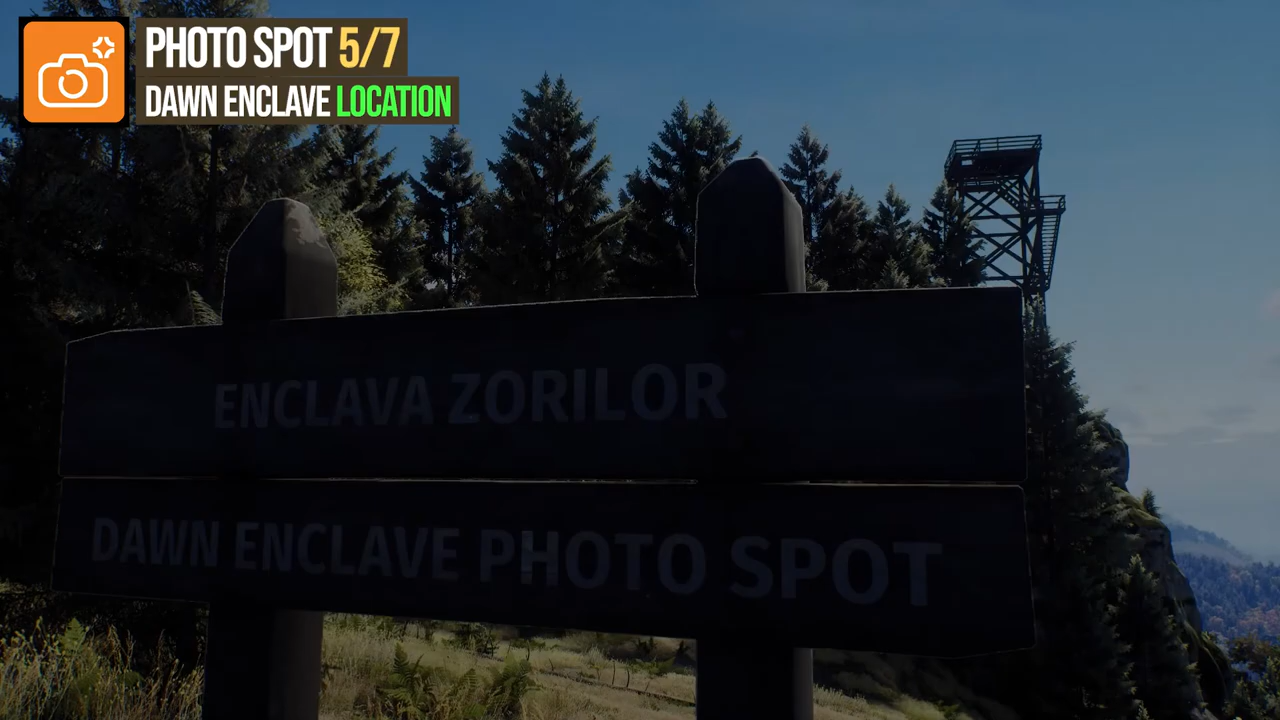 PHOTO SPOT 5/7
DAWN ENCLAVE LOCATION
ENCLAVA ZORILOR
DAWN ENCLAVE PHOTO SPOT